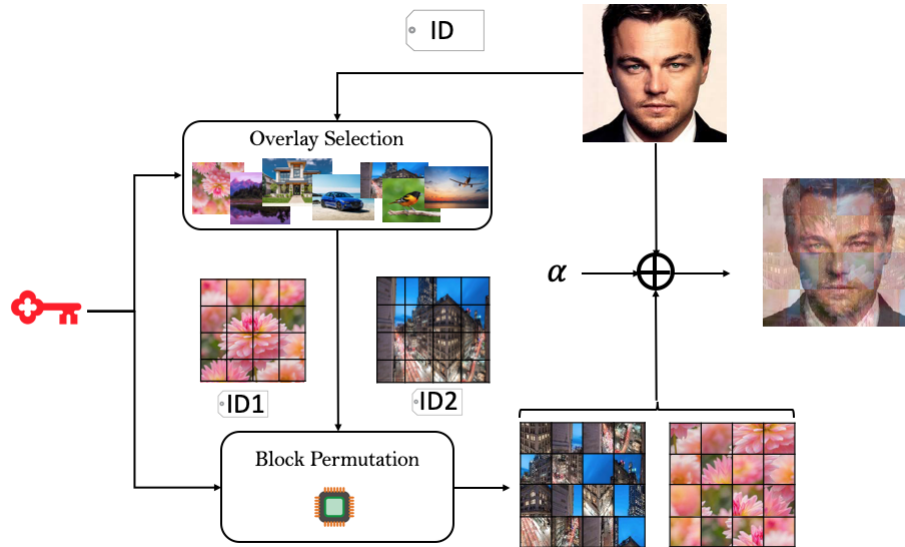 ID
Overlay Selection
α
ID1
ID2
Block Permutation